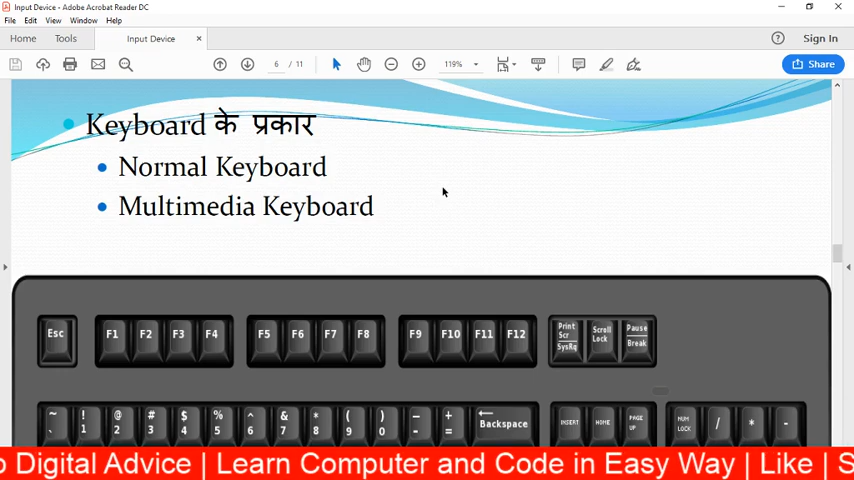 Input Device - Adobe Acrobat Reader DC
File Edit View Window Help
Home Tools Input Device × Sign In
6 / 11 119% Share
Keyboard के प्रकार
Normal Keyboard
Multimedia Keyboard
Esc F1 F2 F3 F4 F5 F6 F7 F8 F9 F10 F11 F12 Print Scr SysRq Scroll Lock Pause Break
~ ` ! 1 @ 2 # 3 $ 4 % 5 ^ 6 & 7 * 8 ( 9 ) 0 − - + = Backspace INSERT HOME PAGE UP NUM LOCK / * -
o Digital Advice | Learn Computer and Code in Easy Way | Like | S